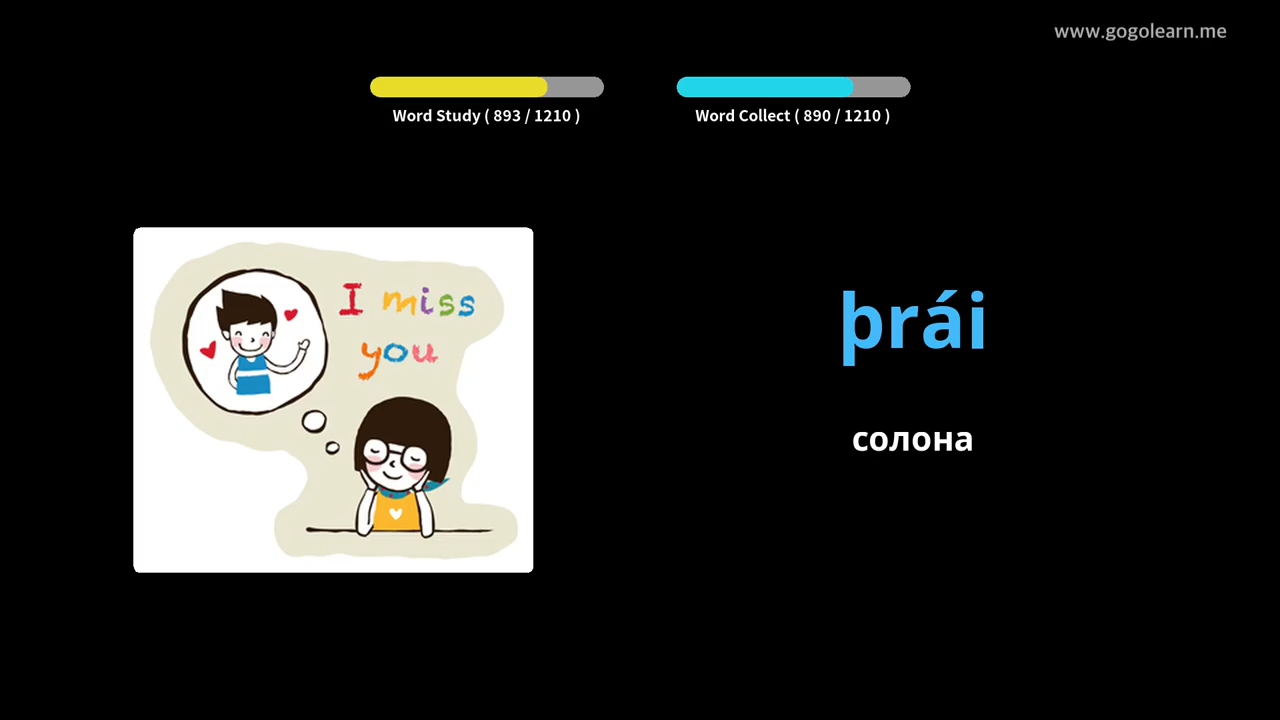 www.gogolearn.me
Word Study ( 893 / 1210 )
Word Collect ( 890 / 1210 )
I miss
you
þrái
солона